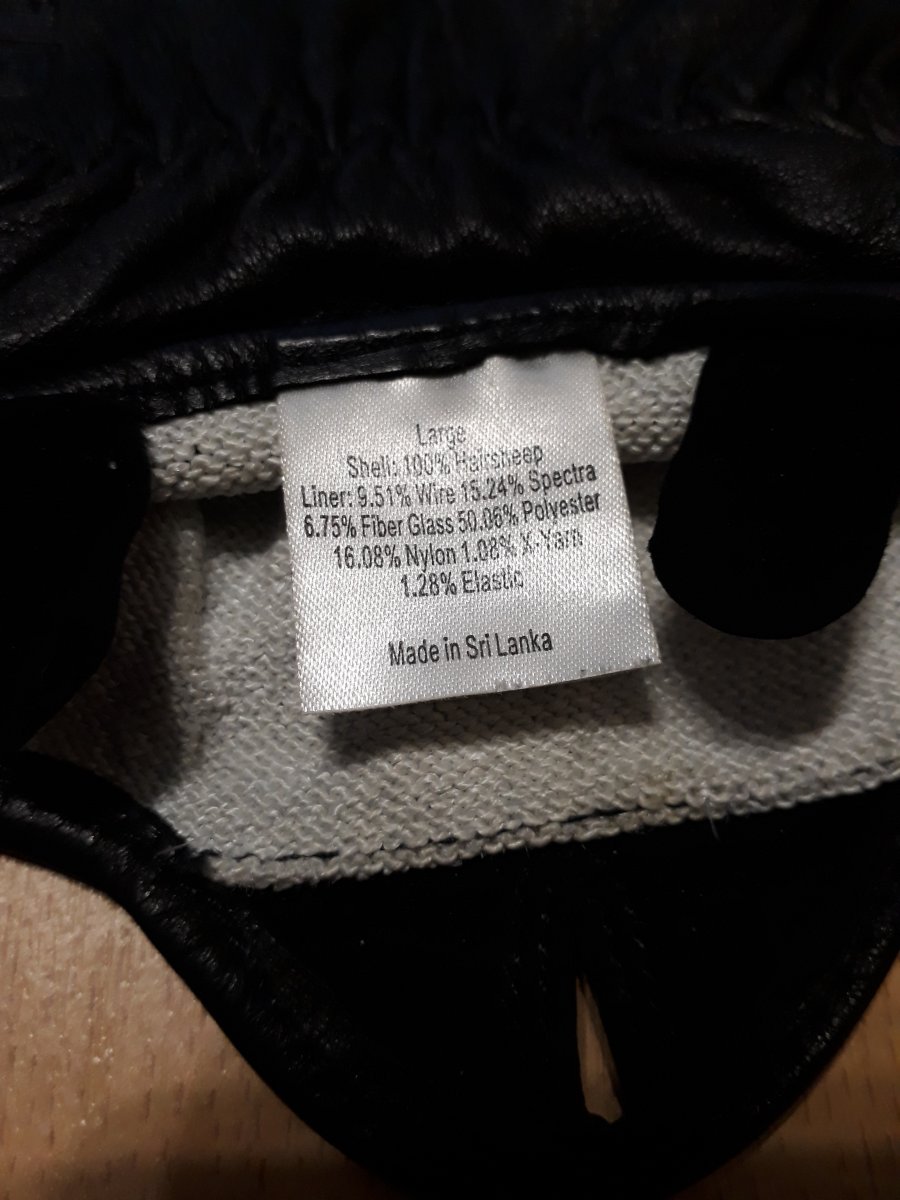 Large
Shell: 100% Hairsheep
Liner: 9.51% Wire 15.24% Spectra
6.75% Fiber Glass 50.06% Polyester
16.08% Nylon 1.08% X-Yarn
1.28% Elastic
Made in Sri Lanka